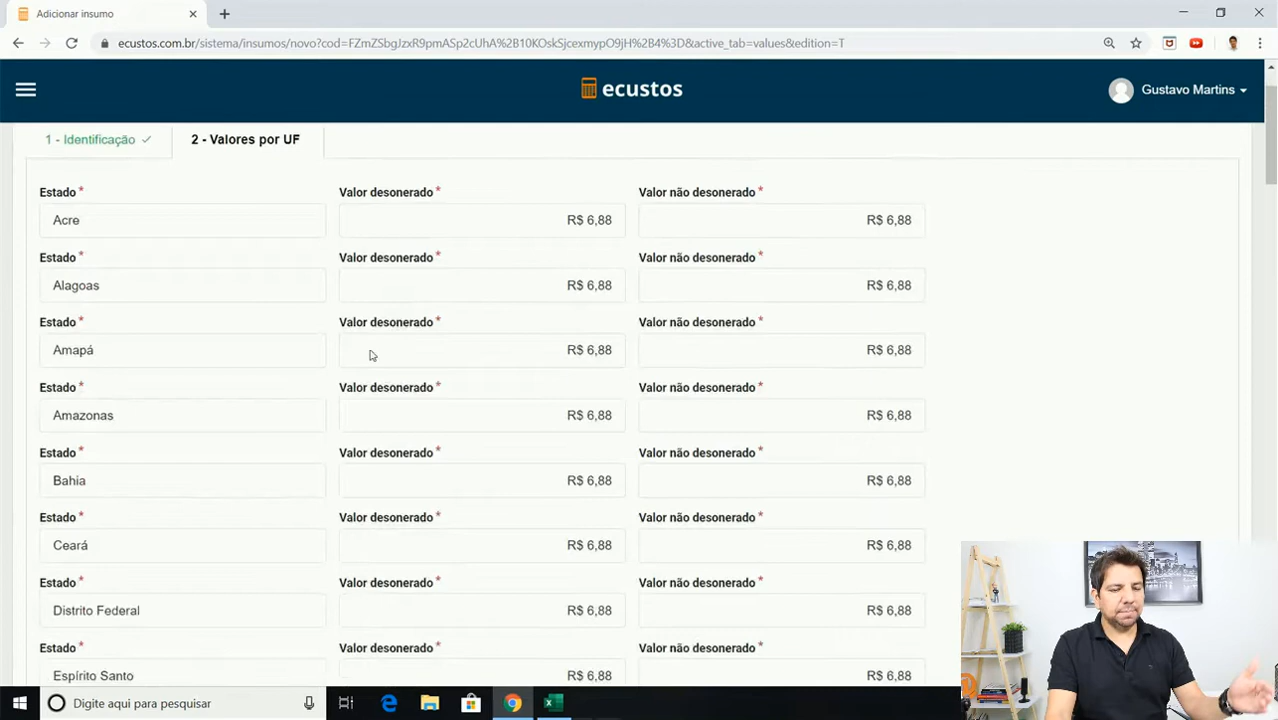 Adicionar insumo
ecustos.com.br/sistema/insumos/novo?cod=FZmZSbgJzxR9pmASp2cUhA%2B10KOskSjcexmypO9jH%2B4%3D&active_tab=values&edition=T
ecustos
Gustavo Martins
1 - Identificação
2 - Valores por UF
Estado * Valor desonerado * Valor não desonerado *
Acre R$ 6,88 R$ 6,88
Estado * Valor desonerado * Valor não desonerado *
Alagoas R$ 6,88 R$ 6,88
Estado * Valor desonerado * Valor não desonerado *
Amapá R$ 6,88 R$ 6,88
Estado * Valor desonerado * Valor não desonerado *
Amazonas R$ 6,88 R$ 6,88
Estado * Valor desonerado * Valor não desonerado *
Bahia R$ 6,88 R$ 6,88
Estado * Valor desonerado * Valor não desonerado *
Ceará R$ 6,88 R$ 6,88
Estado * Valor desonerado * Valor não desonerado *
Distrito Federal R$ 6,88 R$ 6,88
Estado * Valor desonerado * Valor não desonerado *
Espírito Santo R$ 6,88 R$ 6,88
Digite aqui para pesquisar